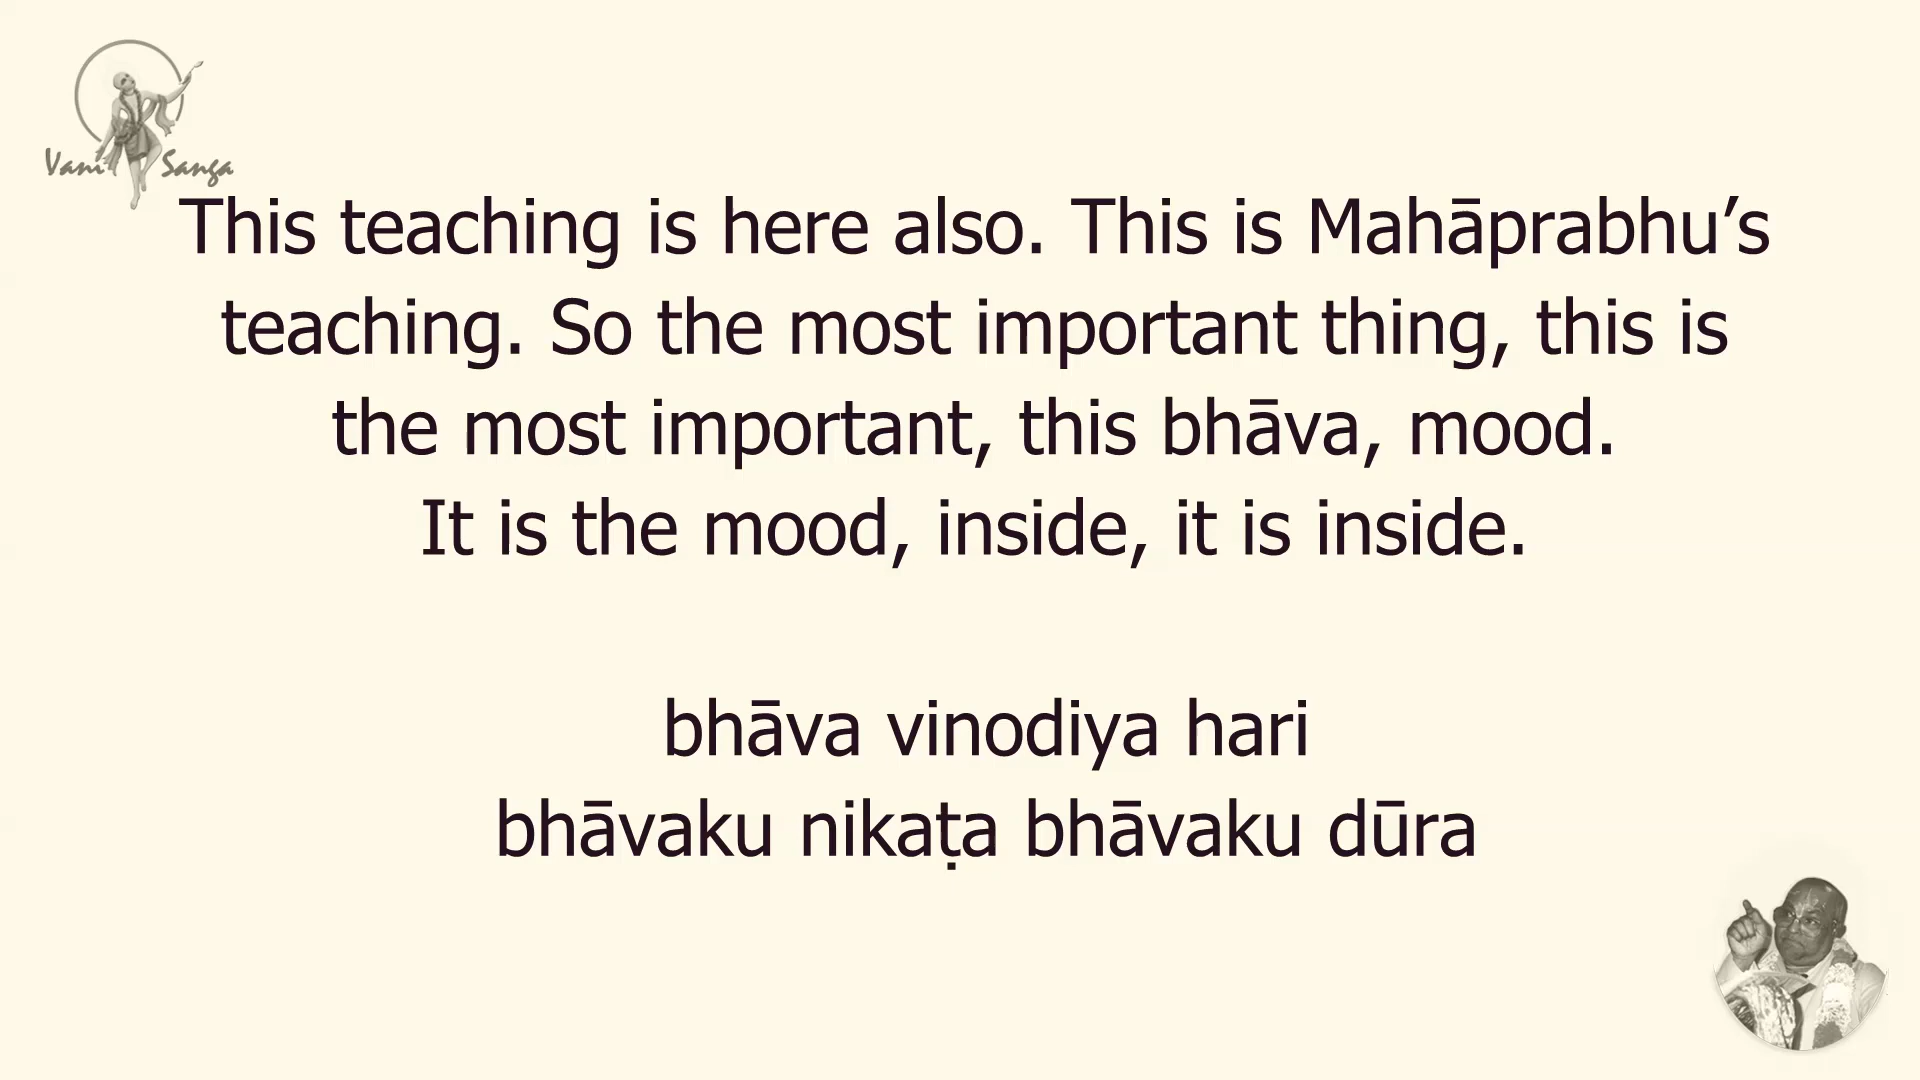 Vani Sanga
This teaching is here also. This is Mahāprabhu’s
teaching. So the most important thing, this is
the most important, this bhāva, mood.
It is the mood, inside, it is inside.
bhāva vinodiya hari
bhāvaku nikaṭa bhāvaku dūra